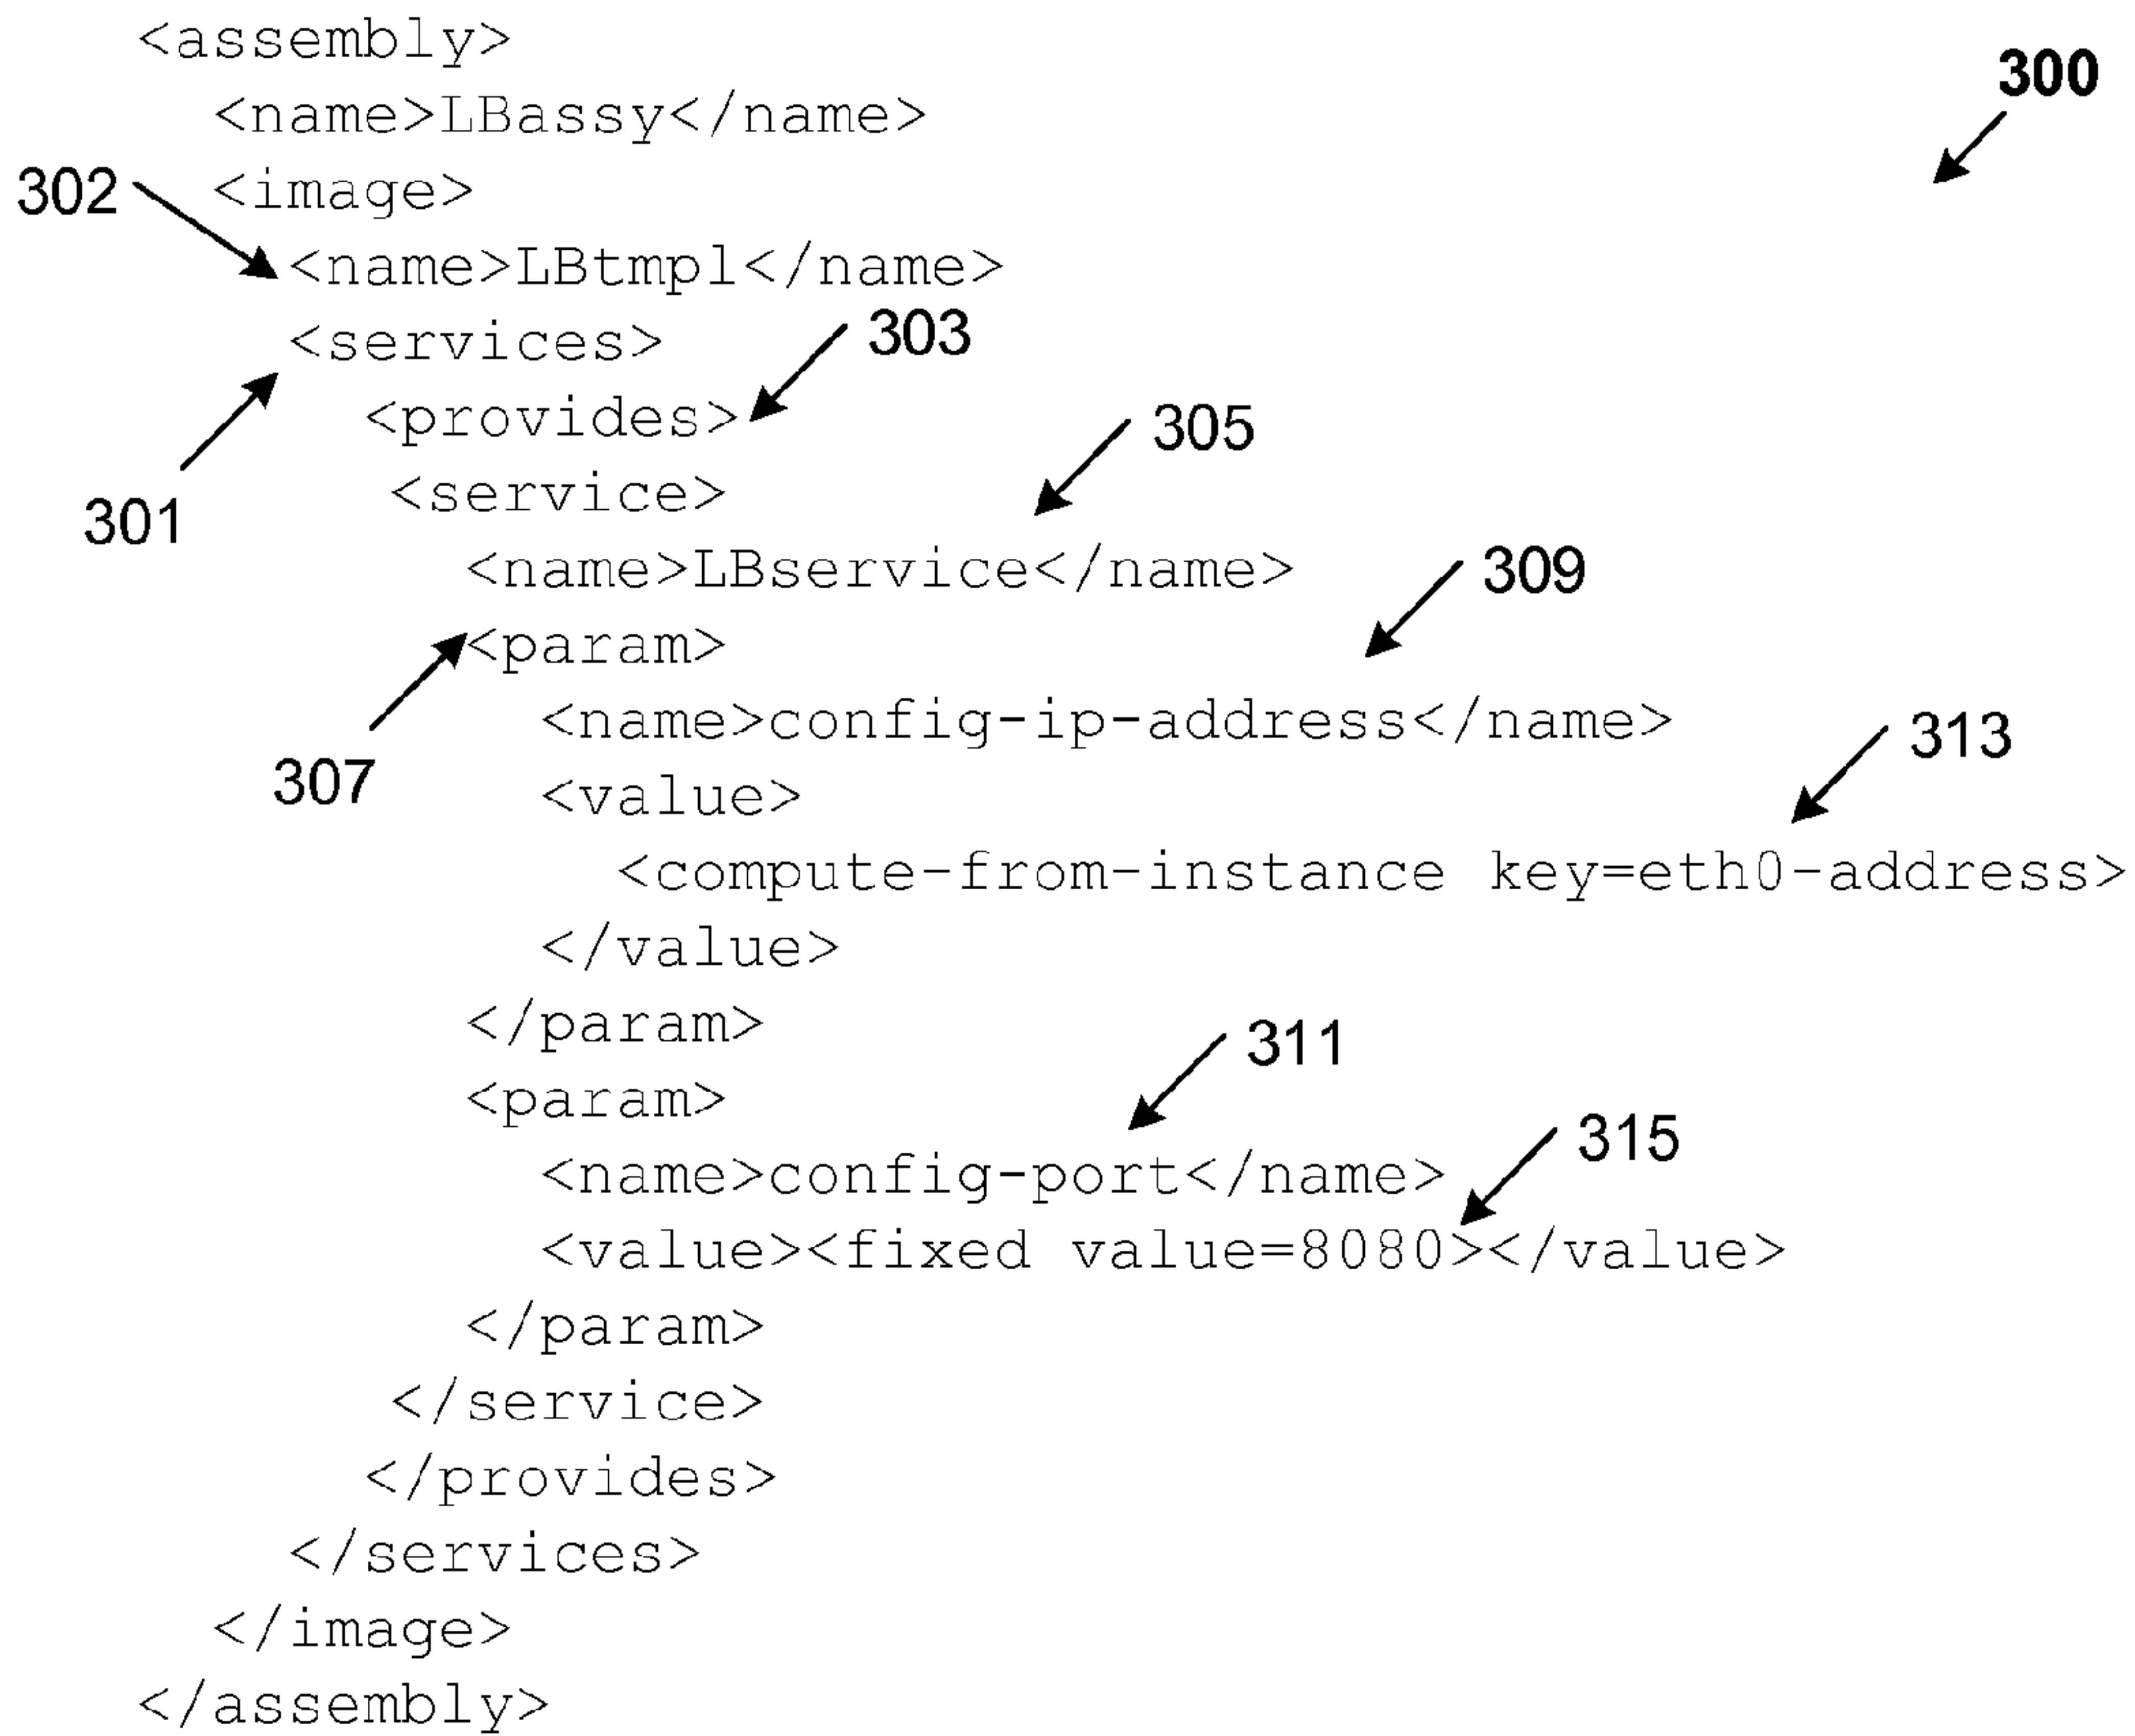 <assembly>
300
<name>LBassy</name>
302
<image>
<name>LBtmpl</name>
303
<services>
<provides>
305
<service>
301
<name>LBservice</name>
309
<param>
<name>config-ip-address</name>
313
307
<value>
<compute-from-instance key=eth0-address>
</value>
</param>
311
<param>
315
<name>config-port</name>
<value><fixed value=8080></value>
</param>
</service>
</provides>
</services>
</image>
</assembly>